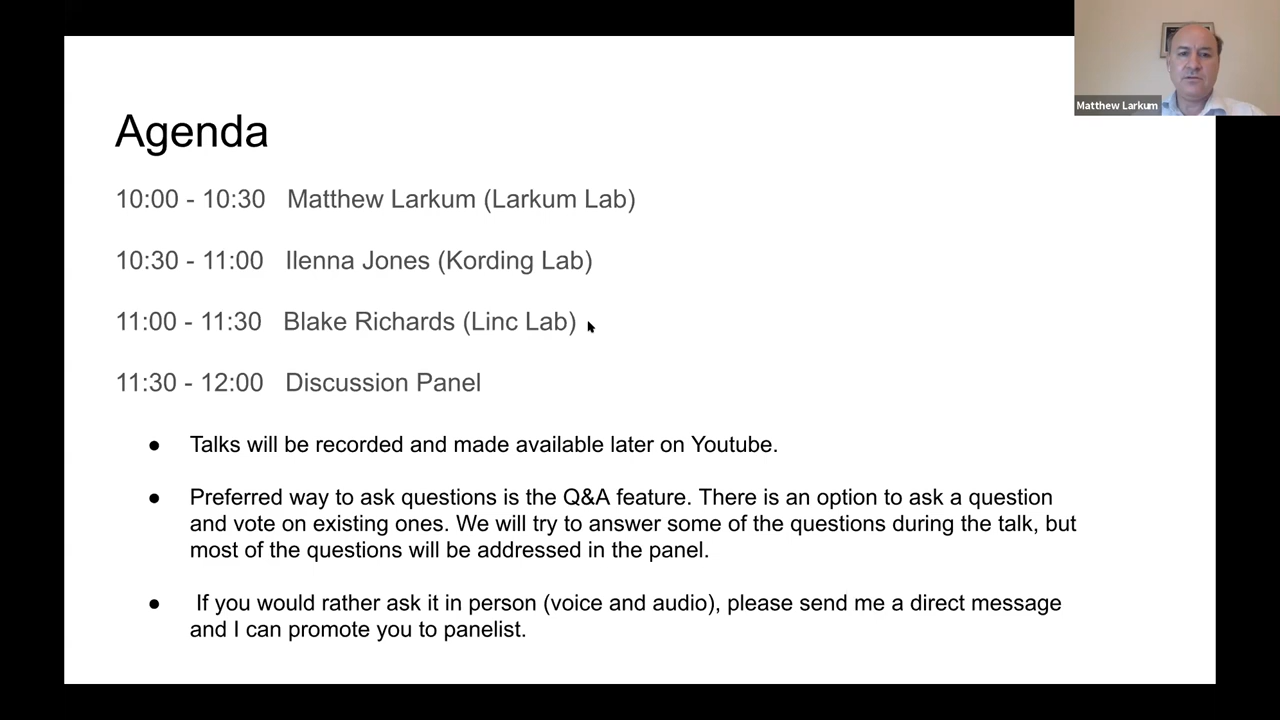 Matthew Larkum
Agenda
10:00 - 10:30 Matthew Larkum (Larkum Lab)
10:30 - 11:00 Ilenna Jones (Kording Lab)
11:00 - 11:30 Blake Richards (Linc Lab)
11:30 - 12:00 Discussion Panel
● Talks will be recorded and made available later on Youtube.
● Preferred way to ask questions is the Q&A feature. There is an option to ask a question
and vote on existing ones. We will try to answer some of the questions during the talk, but
most of the questions will be addressed in the panel.
● If you would rather ask it in person (voice and audio), please send me a direct message
and I can promote you to panelist.